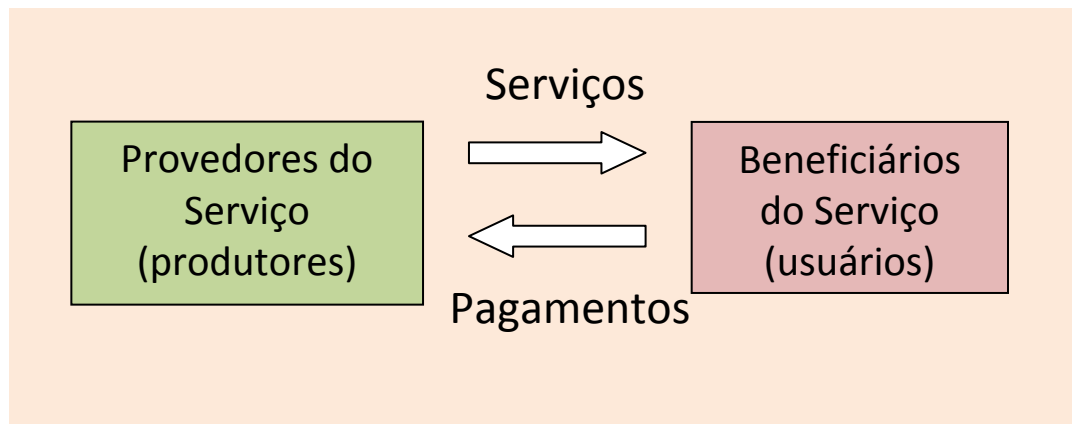 Serviços
Provedores do
Serviço
(produtores)
Beneficiários
do Serviço
(usuários)
Pagamentos